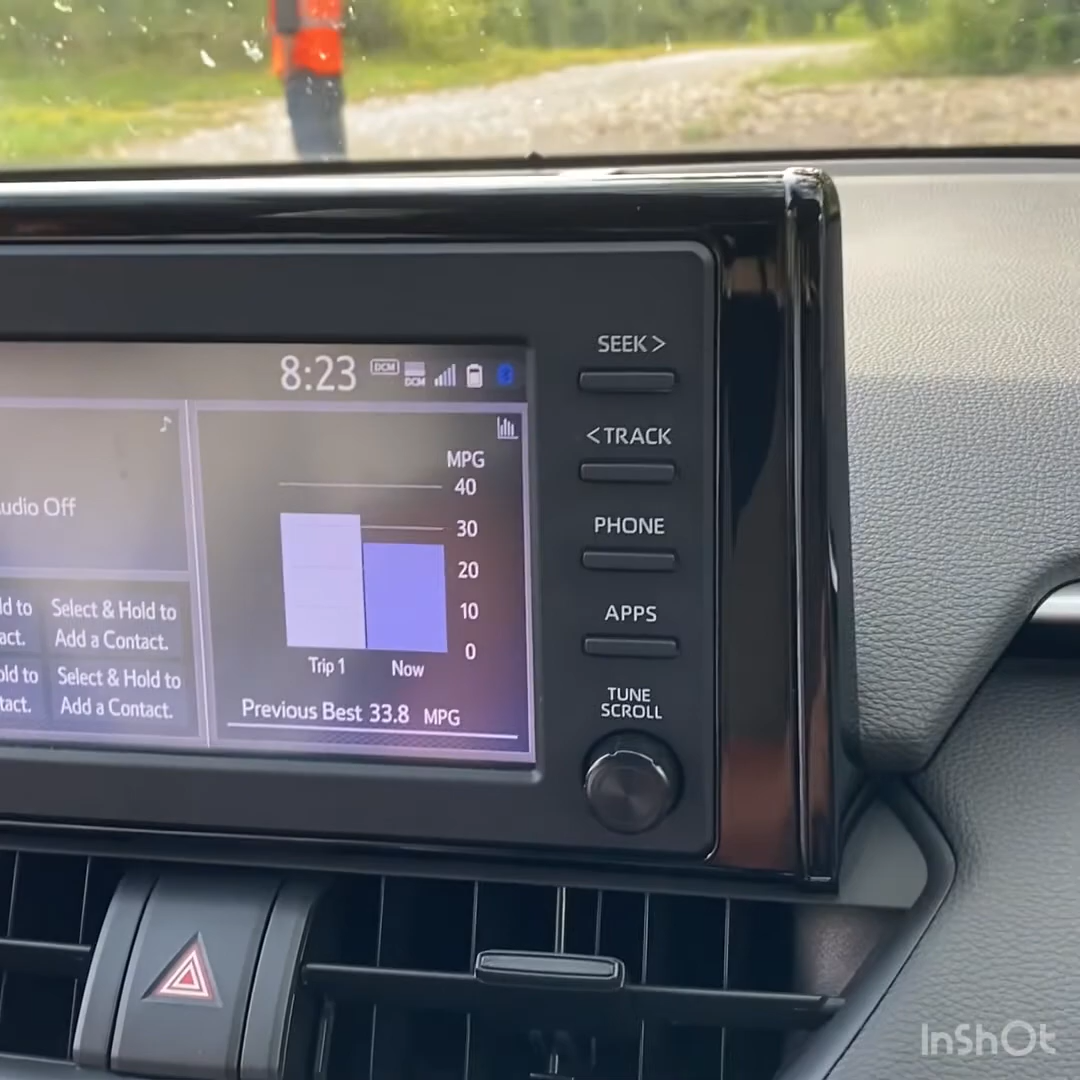 8:23 DCM DCM
udio Off
MPG
40
30
20
10
0
Trip 1 Now
Previous Best 33.8 MPG
ld to
act.
Select & Hold to
Add a Contact.
old to
tact.
Select & Hold to
Add a Contact.
SEEK >
< TRACK
PHONE
APPS
TUNE
SCROLL
InShOt